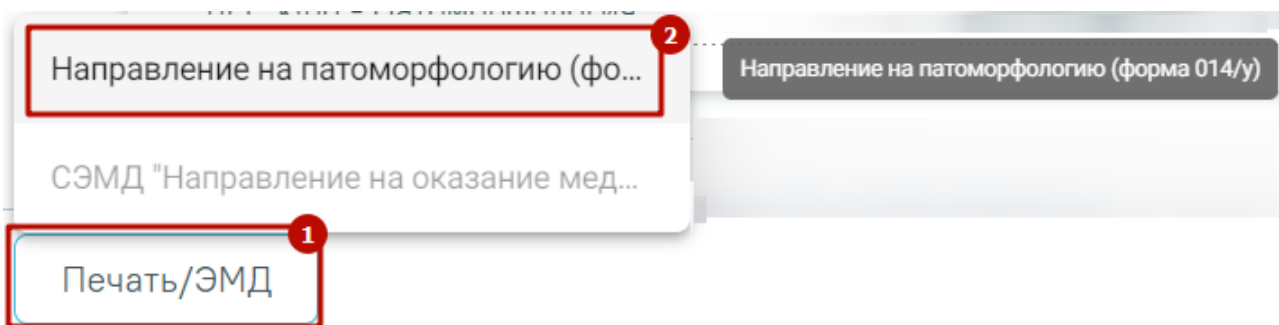 Направление на патоморфологию (фо...
2
Направление на патоморфологию (форма 014/у)
СЭМД "Направление на оказание мед...
1
Печать/ЭМД